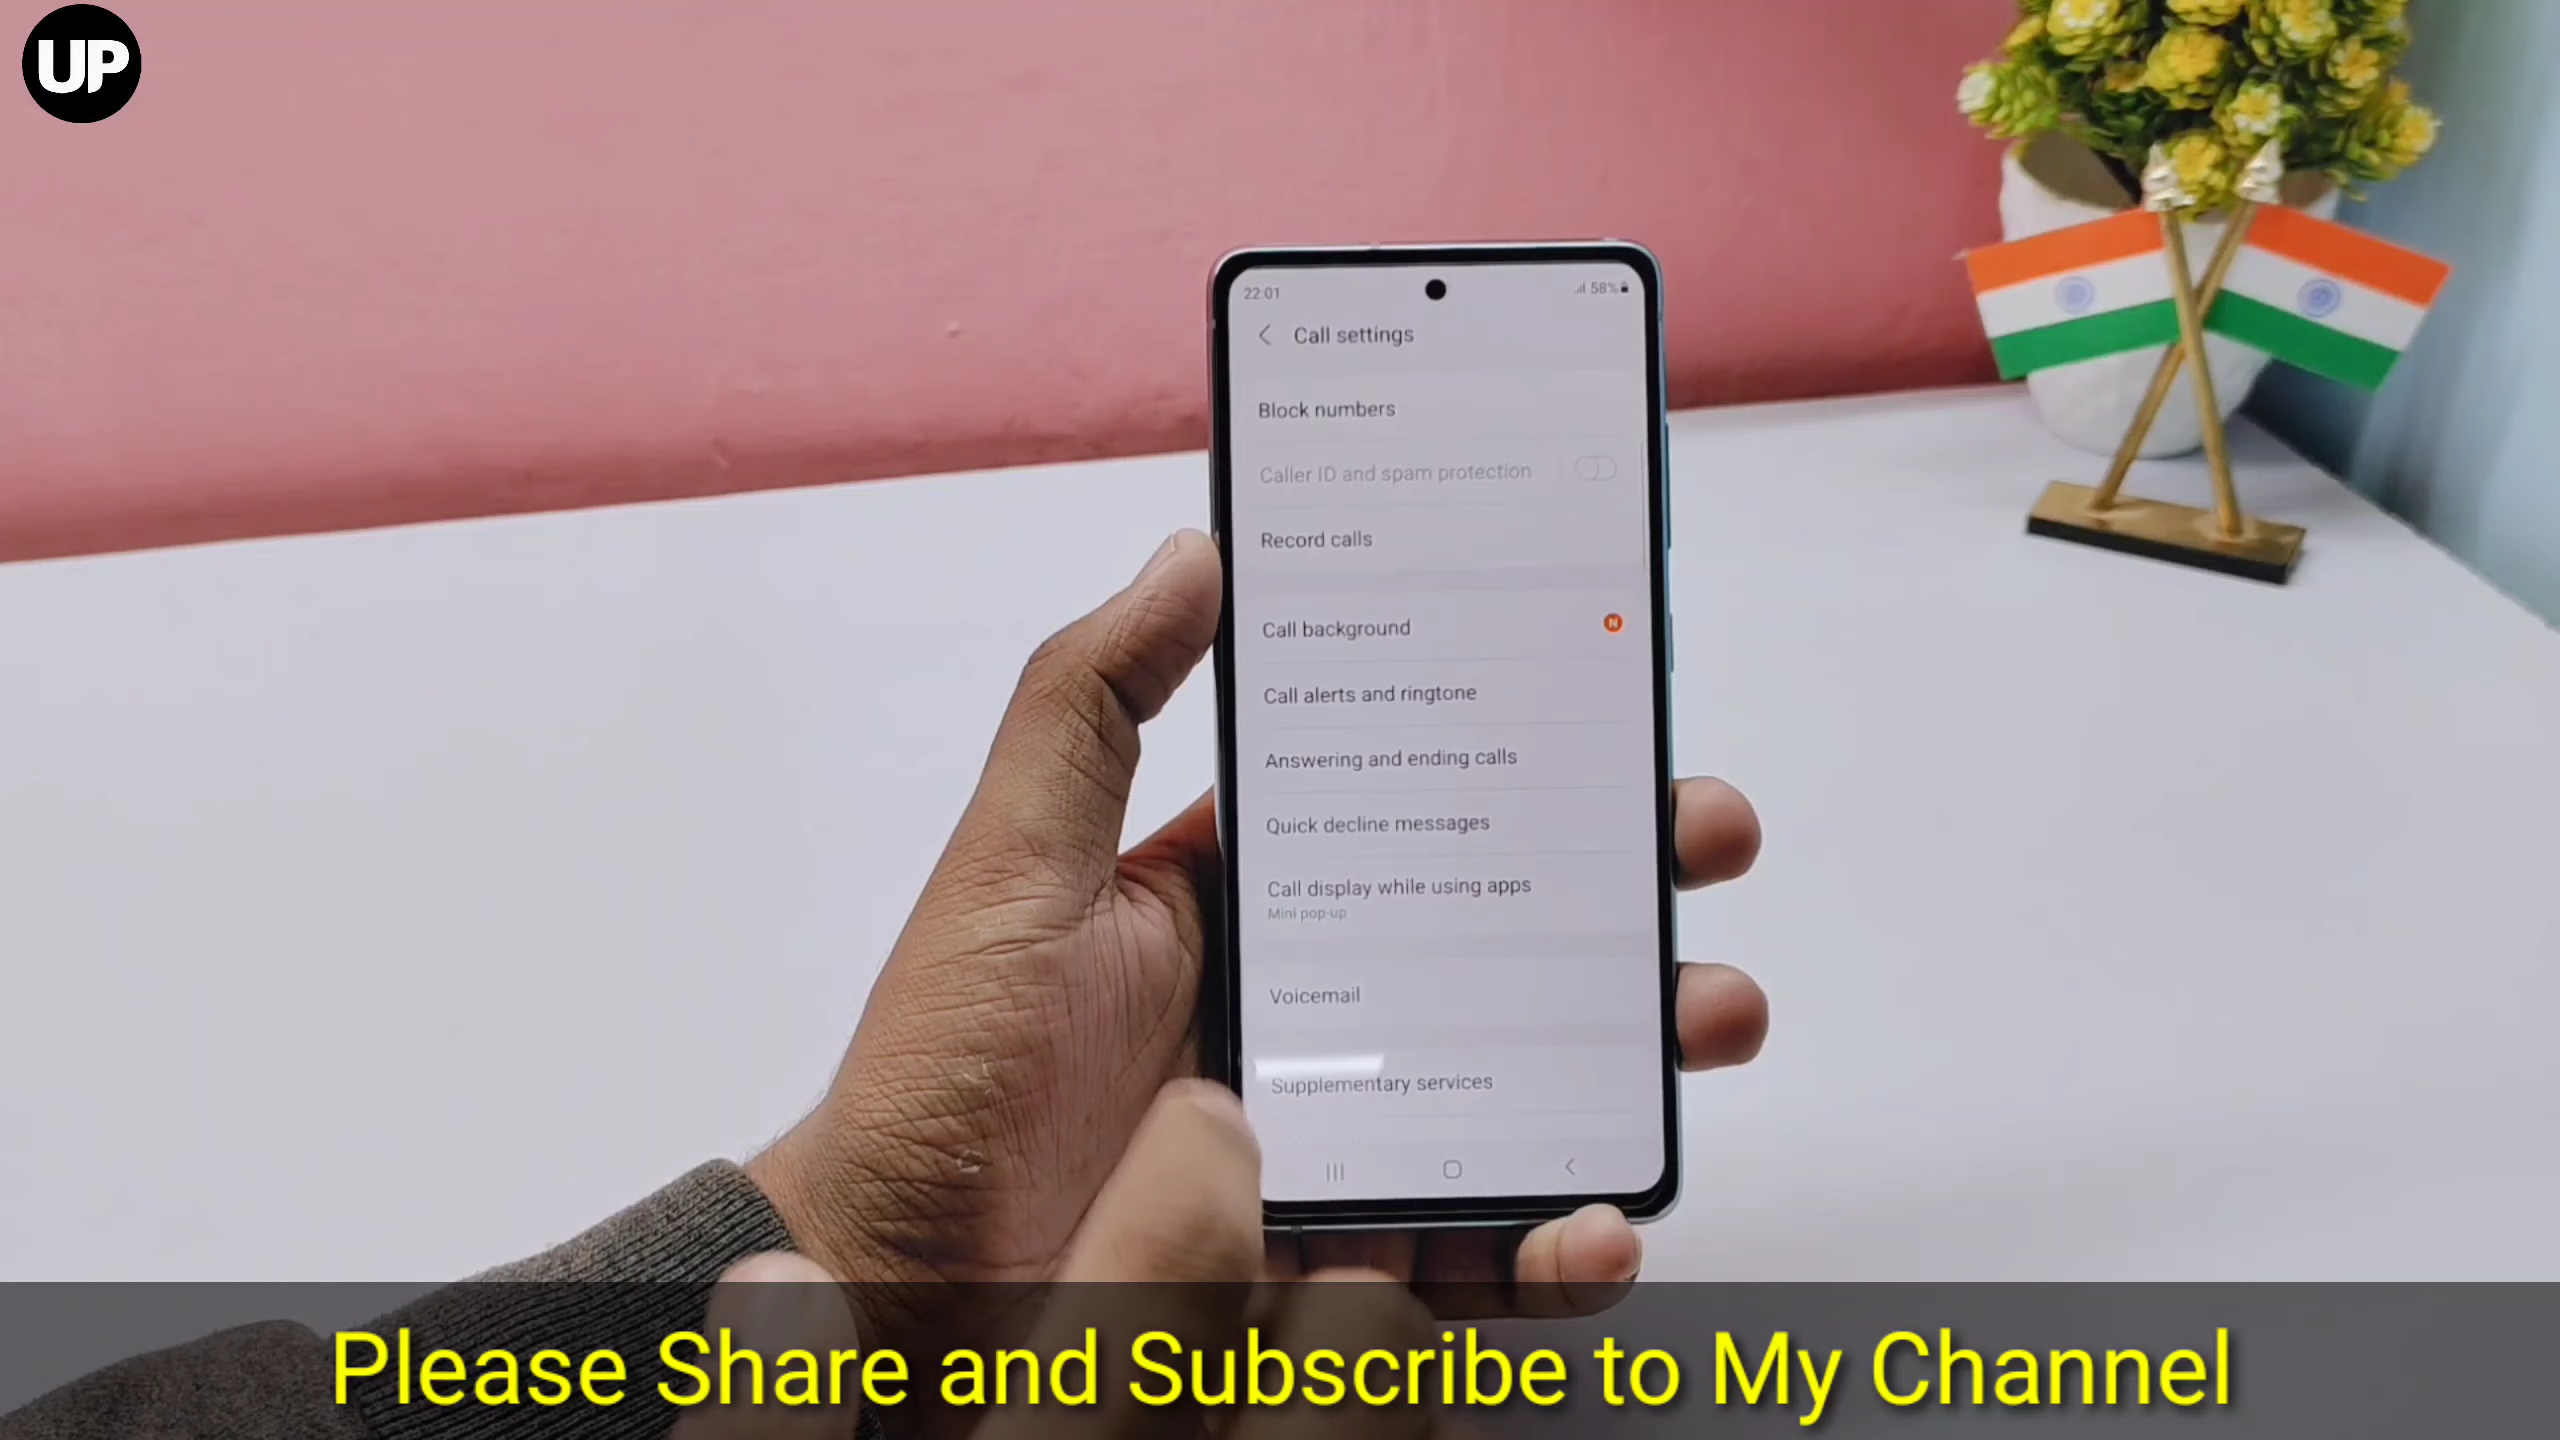 UP
22:01
58%
Call settings
Block numbers
Caller ID and spam protection
Record calls
Call background
N
Call alerts and ringtone
Answering and ending calls
Quick decline messages
Call display while using apps
Mini pop-up
Voicemail
Supplementary services
Please Share and Subscribe to My Channel